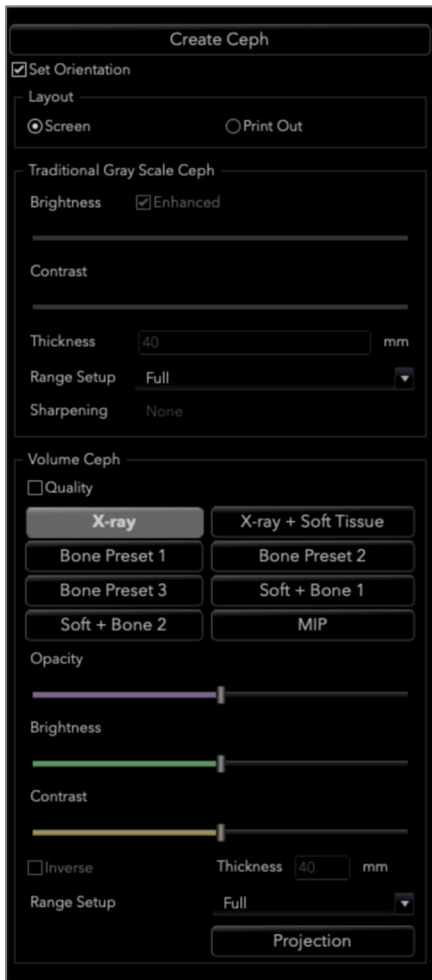 Create Ceph
Set Orientation
Layout
Screen Print Out
Traditional Gray Scale Ceph
Brightness Enhanced
Contrast
Thickness 40 mm
Range Setup Full
Sharpening None
Volume Ceph
Quality
X-ray X-ray + Soft Tissue
Bone Preset 1 Bone Preset 2
Bone Preset 3 Soft + Bone 1
Soft + Bone 2 MIP
Opacity
Brightness
Contrast
Inverse Thickness 40 mm
Range Setup Full
Projection